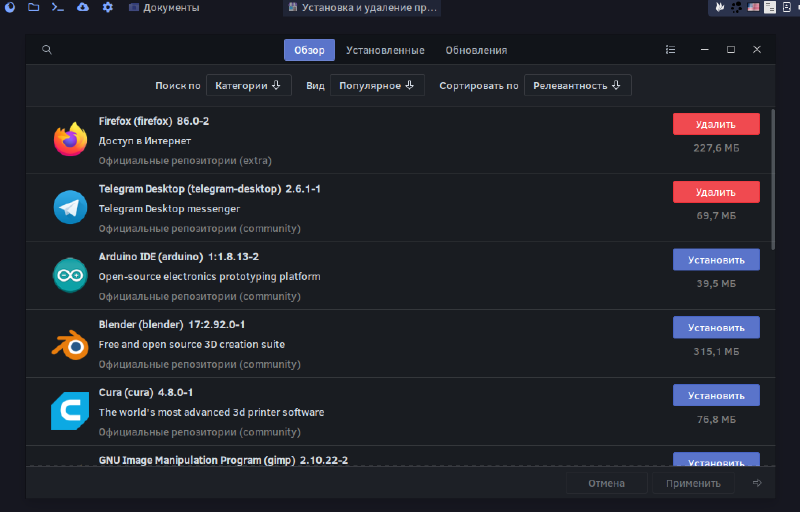 Документы
Установка и удаление пр...
Обзор
Установленные
Обновления
Поиск по
Категории
Вид
Популярное
Сортировать по
Релевантность
Firefox (firefox) 86.0-2
Доступ в Интернет
Официальные репозитории (extra)
Удалить
227,6 МБ
Telegram Desktop (telegram-desktop) 2.6.1-1
Telegram Desktop messenger
Официальные репозитории (community)
Удалить
69,7 МБ
Arduino IDE (arduino) 1:1.8.13-2
Open-source electronics prototyping platform
Официальные репозитории (community)
Установить
39,5 МБ
Blender (blender) 17:2.92.0-1
Free and open source 3D creation suite
Официальные репозитории (community)
Установить
315,1 МБ
Cura (cura) 4.8.0-1
The world's most advanced 3d printer software
Официальные репозитории (community)
Установить
76,8 МБ
GNU Image Manipulation Program (gimp) 2.10.22-2
Установить
Отмена
Применить